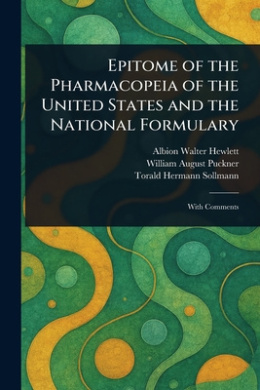 Epitome of the
Pharmacopeia of the
United States and the
National Formulary
Albion Walter Hewlett
William August Puckner
Torald Hermann Sollmann
With Comments